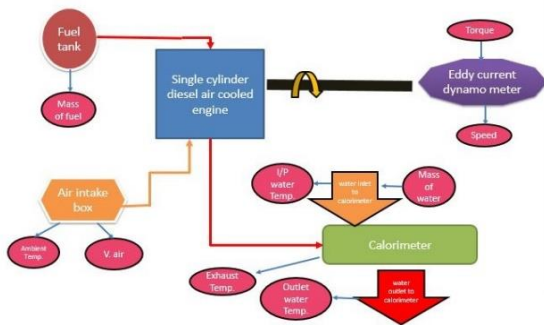 Fuel
tank
Mass
of fuel
Single cylinder
diesel air cooled
engine
Torque
Eddy current
dynamo meter
Speed
Air intake
box
Ambient
Temp.
V. air
I/P
water
Temp.
water inlet
to
calorimeter
Mass
of
water
Calorimeter
Exhaust
Temp.
Outlet
water
Temp.
water
outlet to
calorimeter